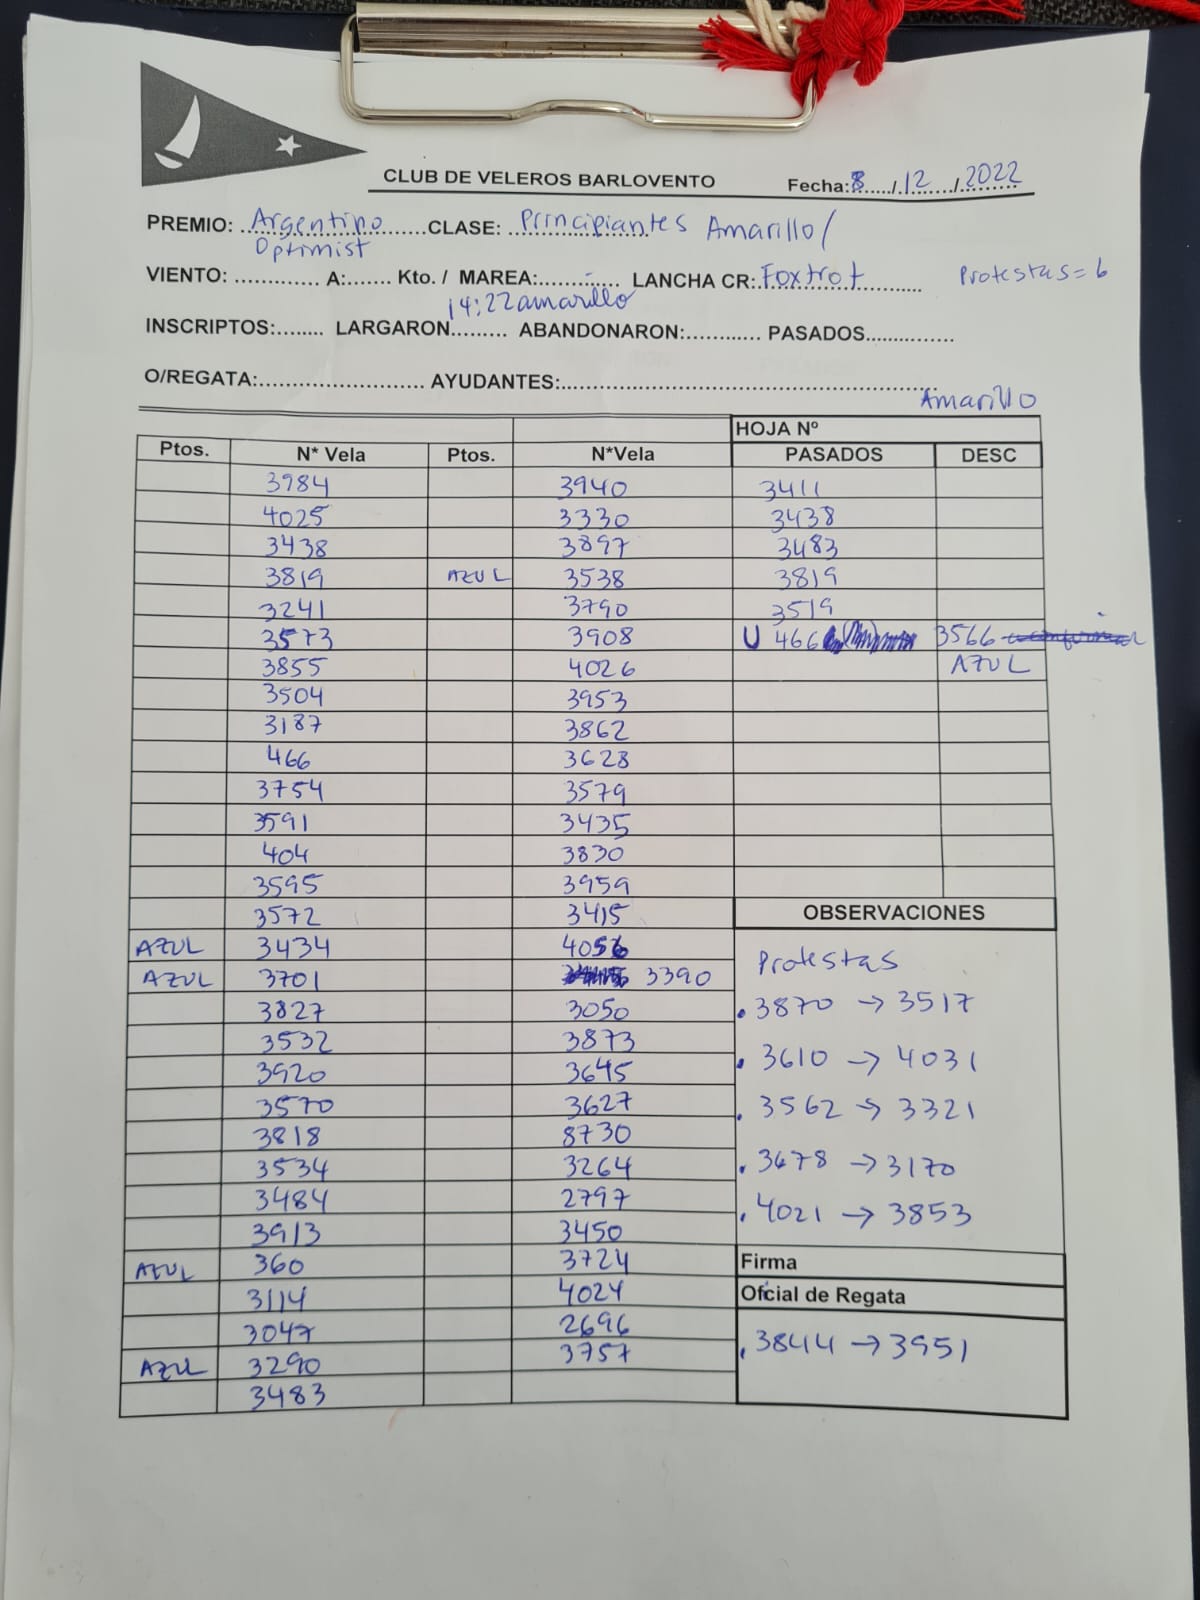 CLUB DE VELEROS BARLOVENTO Fecha: 8 / 12 / 2022
PREMIO: Argentino Optimist CLASE: Principiantes Amarillo/
VIENTO: ............ A:....... Kto. / MAREA:............ LANCHA CR: Foxtrot Protestas = 6
14:22 amarillo
INSCRIPTOS:........ LARGARON......... ABANDONARON:............ PASADOS..............
O/REGATA:.......................... AYUDANTES:..........................................................
Amarillo
HOJA Nº
Ptos. N* Vela Ptos. N*Vela PASADOS DESC
3984 3940 3411
4025 3330 3438
3438 3897 3483
3819 AZUL 3538 3819
3241 3790 3519
3573 3908 U 466 3566
3855 4026 AZUL
3504 3953
3187 3862
466 3628
3754 3579
3591 3435
404 3830
3595 3959
3572 3415 OBSERVACIONES
AZUL 3434 4056 Protestas
AZUL 3701 3390
3827 3050 . 3870 → 3517
3532 3873
3920 3645 . 3610 → 4031
3570 3627 . 3562 → 3321
3818 8730
3534 3264 . 3678 → 3170
3484 2797 . 4021 → 3853
3913 3450
AZUL 360 3724 Firma
3114 4024 Oficial de Regata
3047 2696
AZUL 3290 3757 . 3844 → 3951
3483